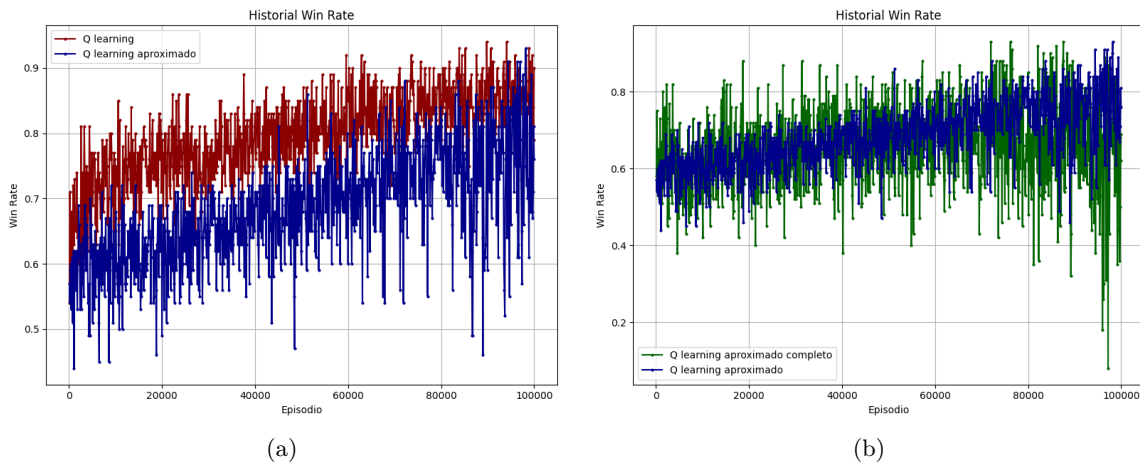 Historial Win Rate
Q learning
Q learning aproximado
Win Rate
0.9
0.8
0.7
0.6
0.5
0
20000
40000
60000
80000
100000
Episodio
(a)
Historial Win Rate
Win Rate
0.8
0.6
0.4
0.2
Q learning aproximado completo
Q learning aproximado
0
20000
40000
60000
80000
100000
Episodio
(b)